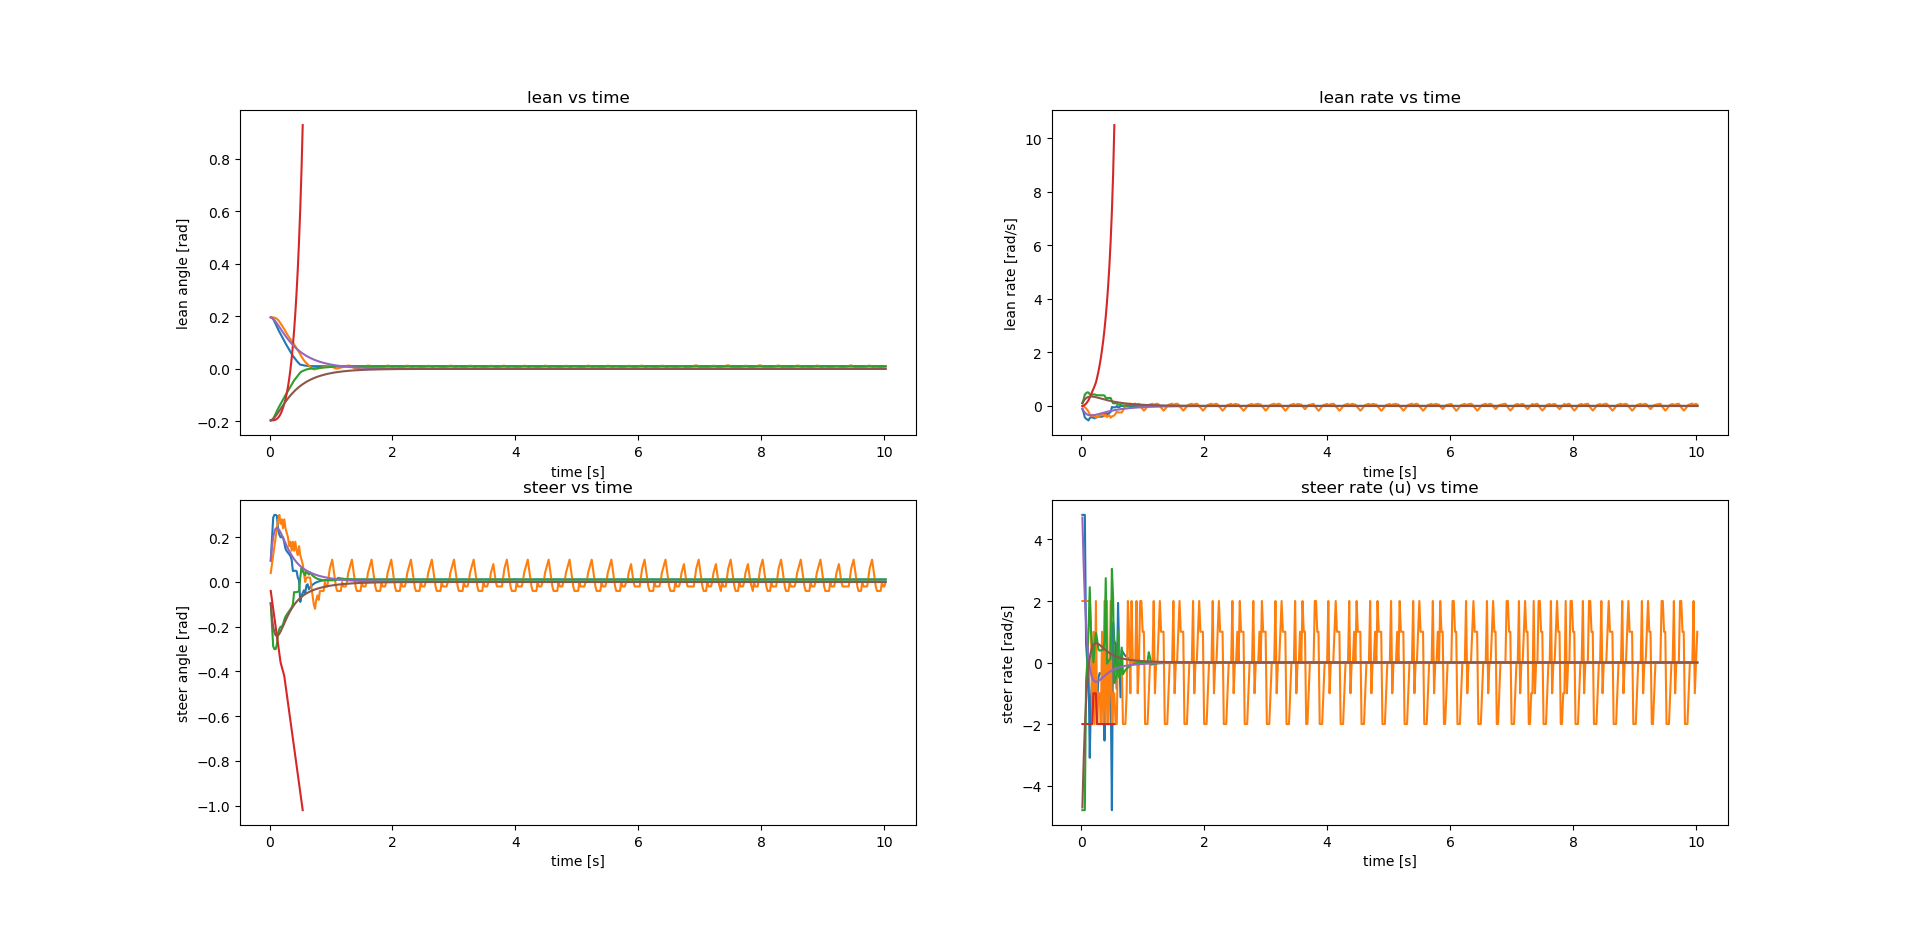 lean vs time
lean angle [rad]
0.8
0.6
0.4
0.2
0.0
−0.2
0 2 4 6 8 10
time [s]
lean rate vs time
lean rate [rad/s]
10
8
6
4
2
0
0 2 4 6 8 10
time [s]
steer vs time
steer angle [rad]
0.2
0.0
−0.2
−0.4
−0.6
−0.8
−1.0
0 2 4 6 8 10
time [s]
steer rate (u) vs time
steer rate [rad/s]
4
2
0
−2
−4
0 2 4 6 8 10
time [s]